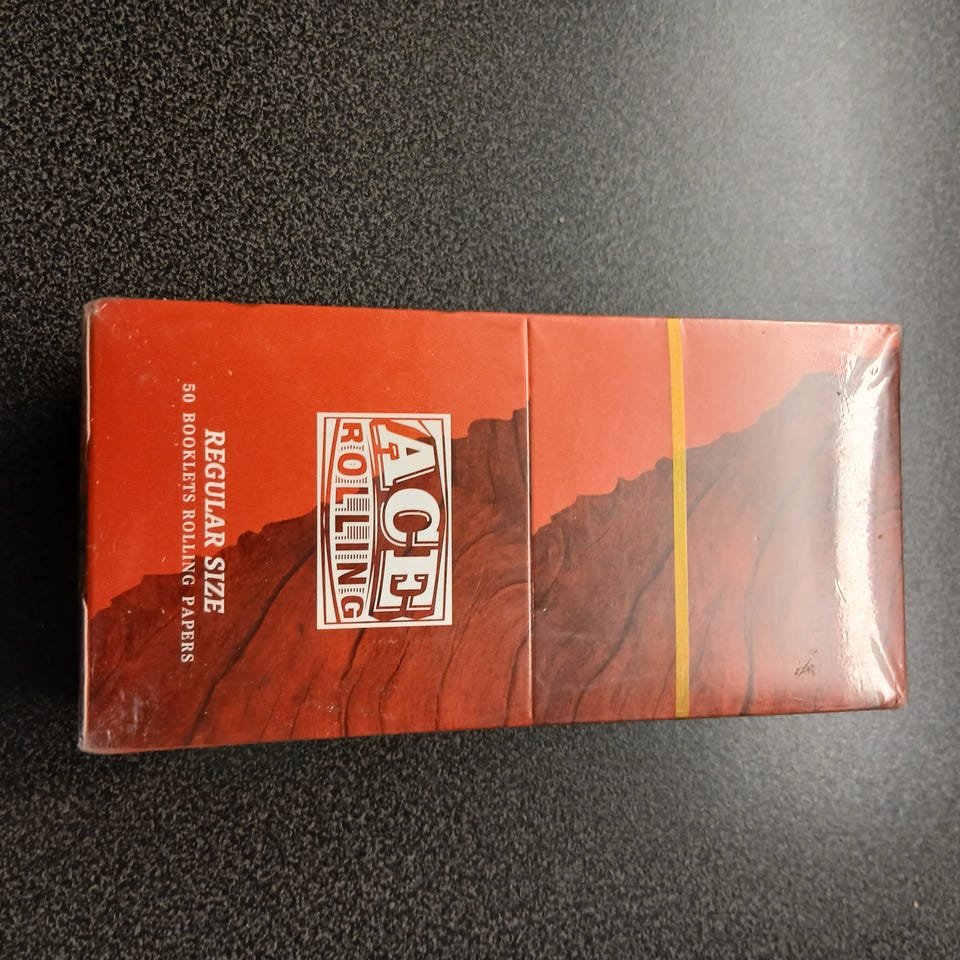 ACE
ROLLING
REGULAR SIZE
50 BOOKLETS ROLLING PAPERS